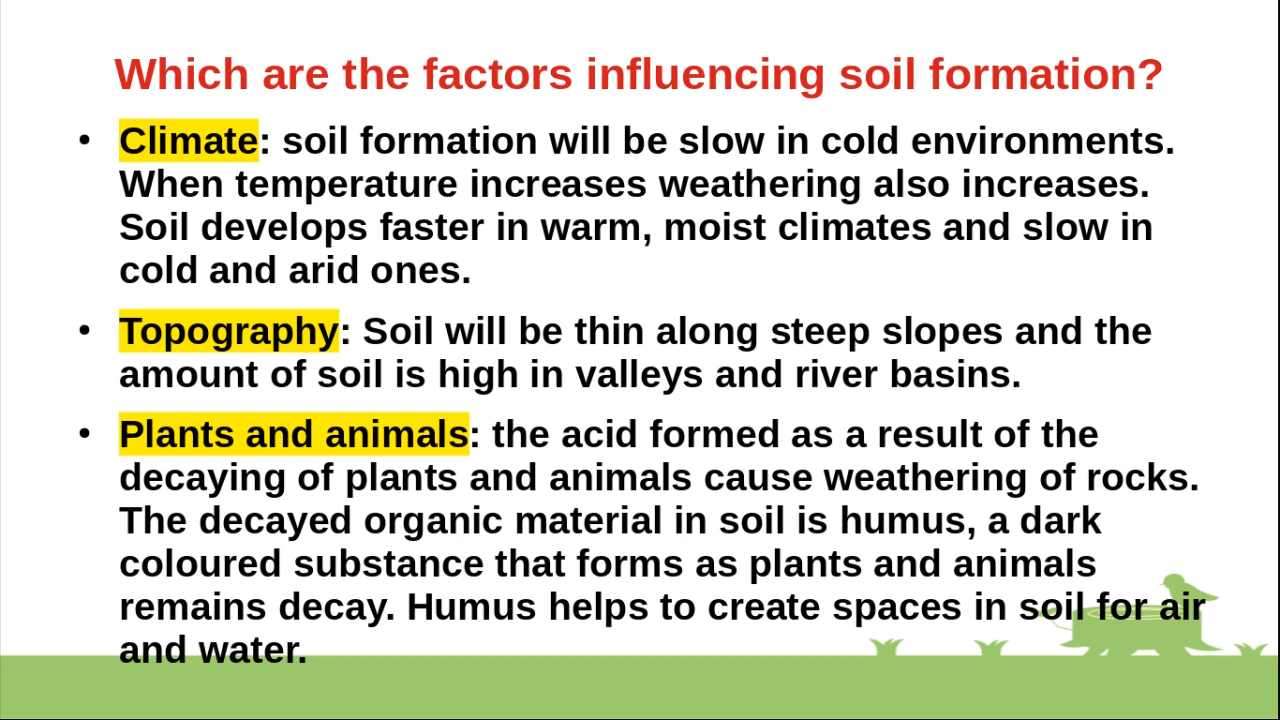 Which are the factors influencing soil formation?
• Climate: soil formation will be slow in cold environments.
When temperature increases weathering also increases.
Soil develops faster in warm, moist climates and slow in
cold and arid ones.
• Topography: Soil will be thin along steep slopes and the
amount of soil is high in valleys and river basins.
• Plants and animals: the acid formed as a result of the
decaying of plants and animals cause weathering of rocks.
The decayed organic material in soil is humus, a dark
coloured substance that forms as plants and animals
remains decay. Humus helps to create spaces in soil for air
and water.